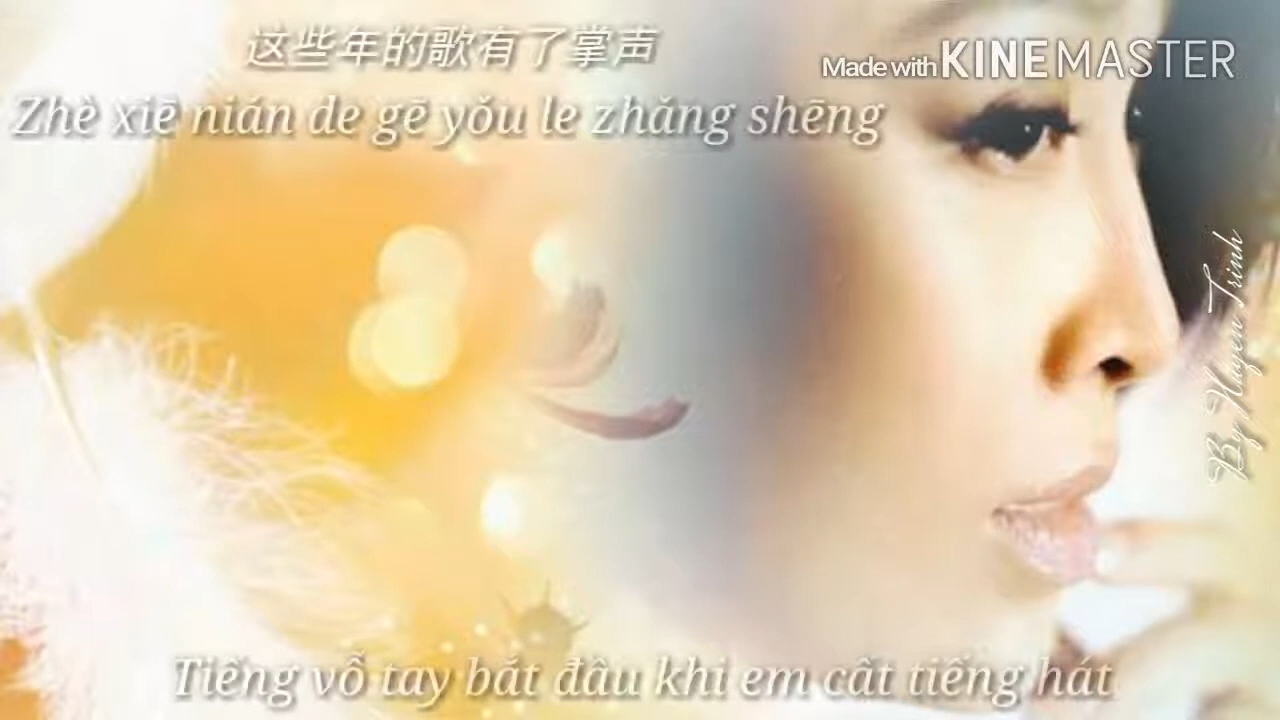 这些年的歌有了掌声
Made with KINEMASTER
Zhè xiē nián de gē yǒu le zhǎng shēng
By Huyen Trinh
Tiếng vỗ tay bắt đầu khi em cất tiếng hát